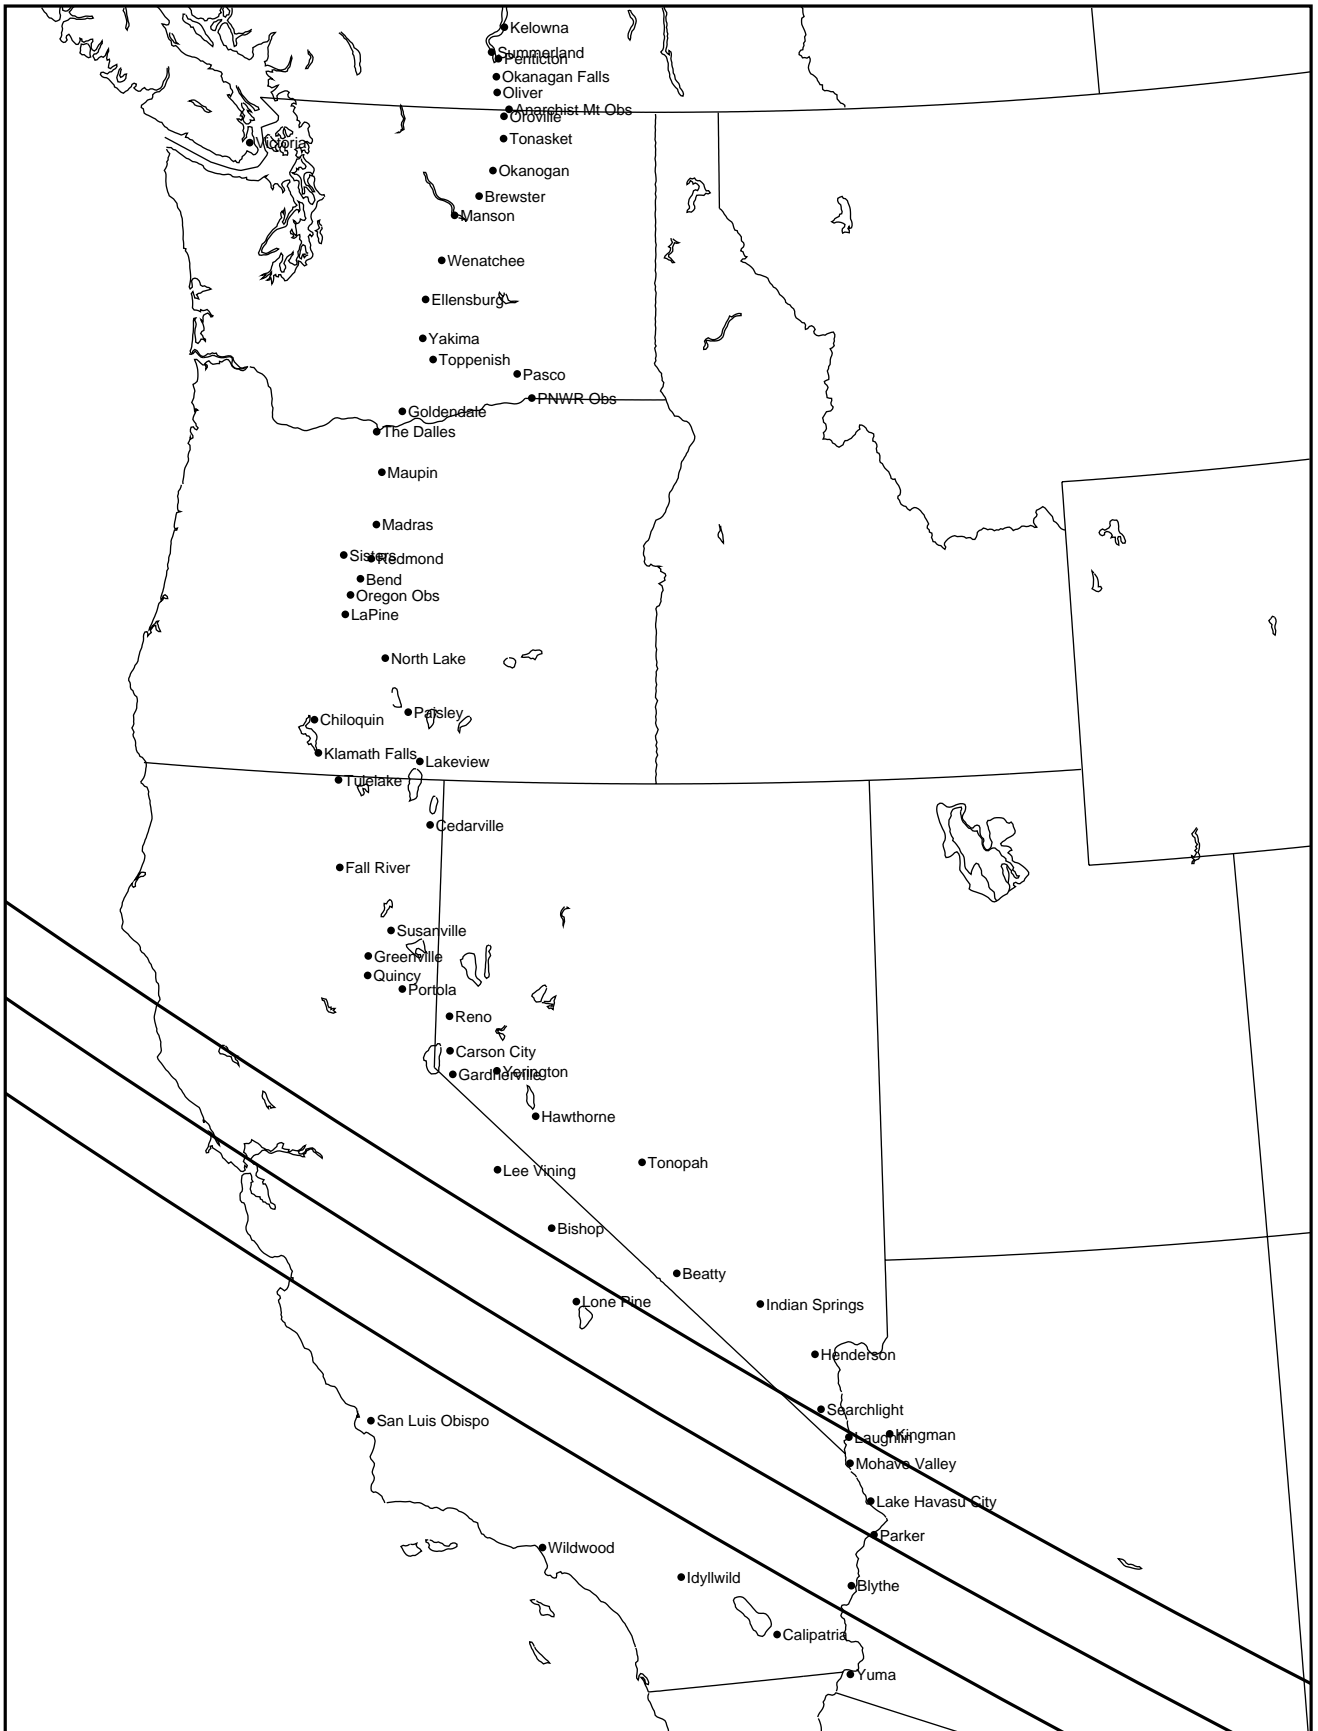 Kelowna
Summerland
Penticton
Okanagan Falls
Oliver
Anarchist Mt Obs
Oroville
Tonasket
Victoria
Okanogan
Brewster
Manson
Wenatchee
Ellensburg
Yakima
Toppenish
Pasco
PNWR Obs
Goldendale
The Dalles
Maupin
Madras
Sisters
Redmond
Bend
Oregon Obs
LaPine
North Lake
Paisley
Chiloquin
Klamath Falls
Lakeview
Tulelake
Cedarville
Fall River
Susanville
Greenville
Quincy
Portola
Reno
Carson City
Yerington
Gardnerville
Hawthorne
Tonopah
Lee Vining
Bishop
Beatty
Lone Pine
Indian Springs
Henderson
Searchlight
San Luis Obispo
Kingman
Laughlin
Mohave Valley
Lake Havasu City
Parker
Wildwood
Idyllwild
Blythe
Calipatria
Yuma